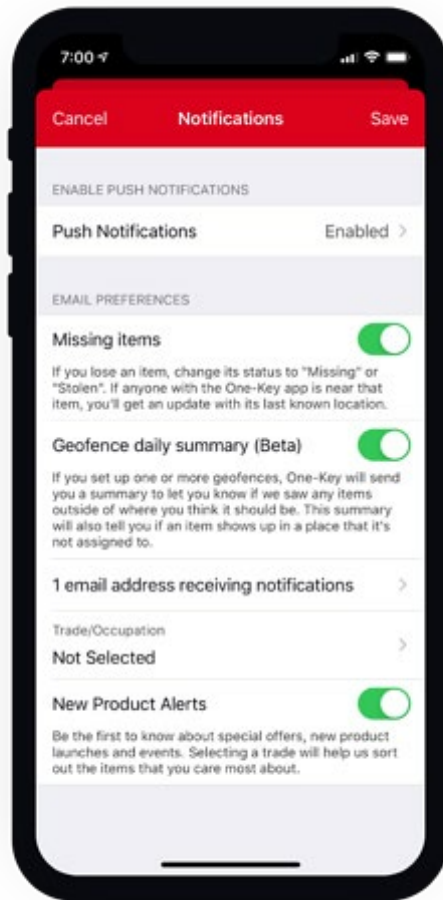 7:00
Cancel Notifications Save
ENABLE PUSH NOTIFICATIONS
Push Notifications Enabled >
EMAIL PREFERENCES
Missing items
If you lose an item, change its status to "Missing" or
"Stolen". If anyone with the One-Key app is near that
item, you'll get an update with its last known location.
Geofence daily summary (Beta)
If you set up one or more geofences, One-Key will send
you a summary to let you know if we saw any items
outside of where you think it should be. This summary
will also tell you if an item shows up in a place that it's
not assigned to.
1 email address receiving notifications >
Trade/Occupation
Not Selected >
New Product Alerts
Be the first to know about special offers, new product
launches and events. Selecting a trade will help us sort
out the items that you care most about.